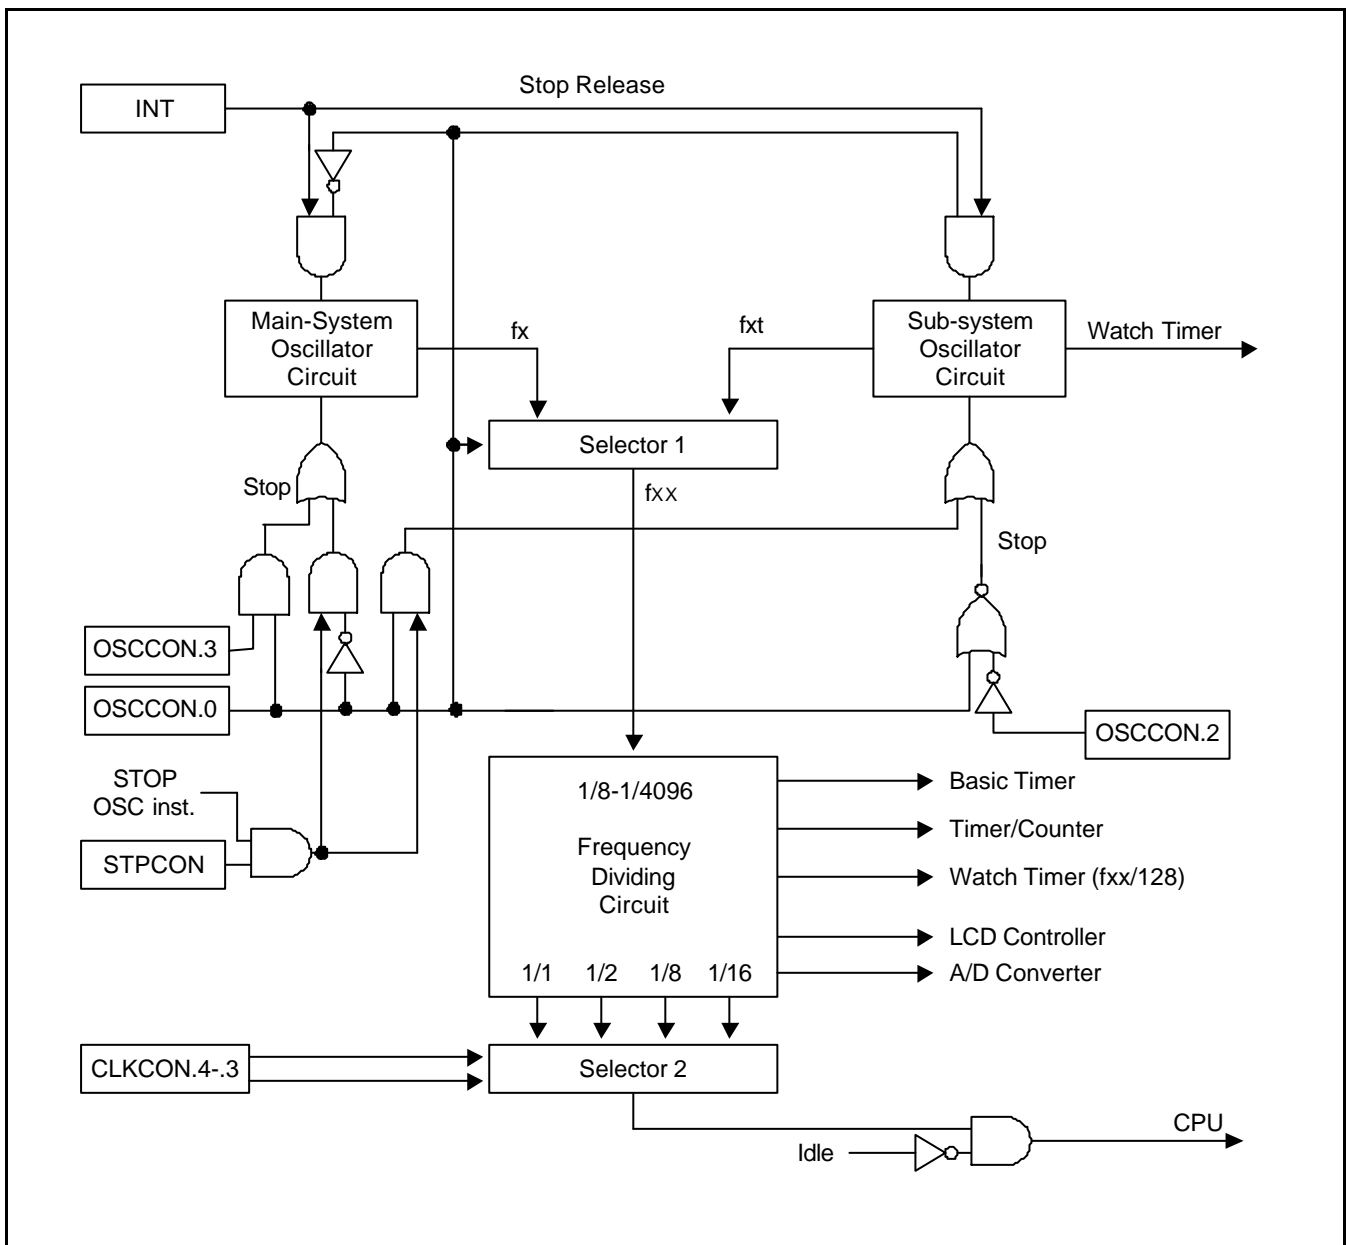 Stop Release
INT
Main-System
Oscillator
Circuit
fx
fxt
Sub-system
Oscillator
Circuit
Watch Timer
Selector 1
Stop
fxx
Stop
OSCCON.3
OSCCON.0
OSCCON.2
STOP
OSC inst.
STPCON
1/8-1/4096
Frequency
Dividing
Circuit
Basic Timer
Timer/Counter
Watch Timer (fxx/128)
LCD Controller
A/D Converter
1/1 1/2 1/8 1/16
CLKCON.4-.3
Selector 2
CPU
Idle